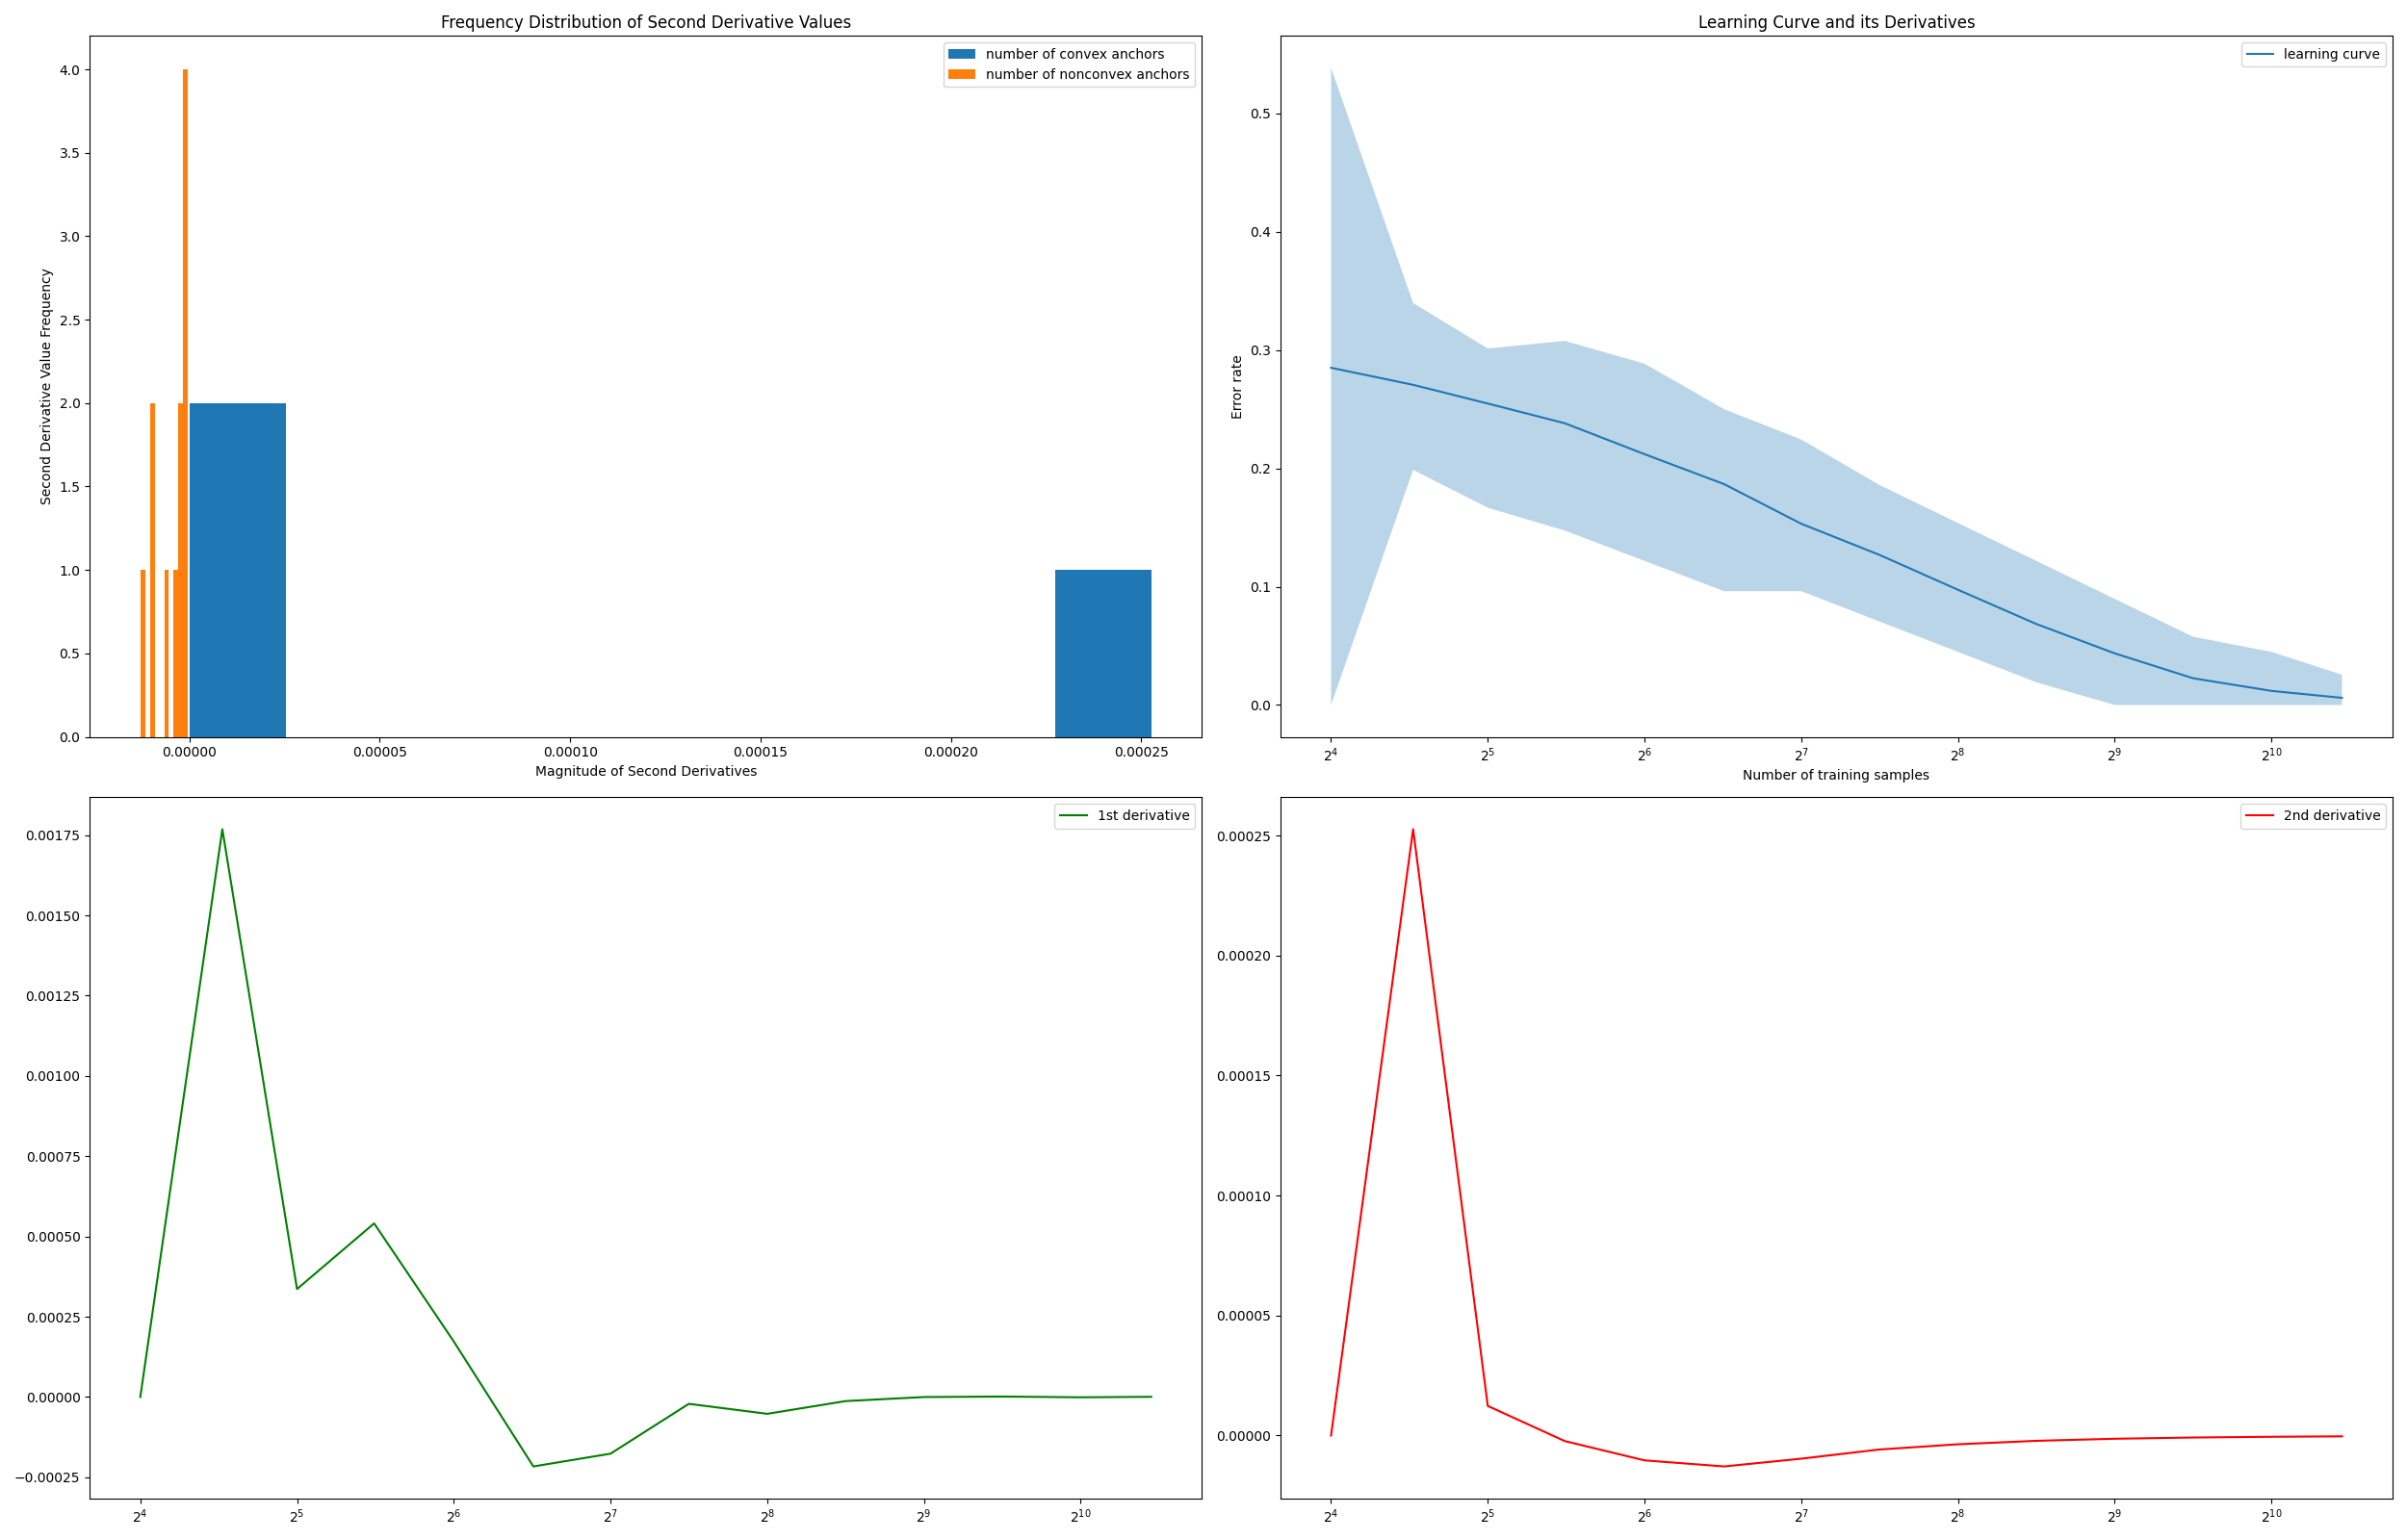 Frequency Distribution of Second Derivative Values
number of convex anchors
number of nonconvex anchors
Second Derivative Value Frequency
4.0
3.5
3.0
2.5
2.0
1.5
1.0
0.5
0.0
0.00000 0.00005 0.00010 0.00015 0.00020 0.00025
Magnitude of Second Derivatives
Learning Curve and its Derivatives
learning curve
Error rate
0.5
0.4
0.3
0.2
0.1
0.0
2⁴ 2⁵ 2⁶ 2⁷ 2⁸ 2⁹ 2¹⁰
Number of training samples
1st derivative
0.00175
0.00150
0.00125
0.00100
0.00075
0.00050
0.00025
0.00000
−0.00025
2⁴ 2⁵ 2⁶ 2⁷ 2⁸ 2⁹ 2¹⁰
2nd derivative
0.00025
0.00020
0.00015
0.00010
0.00005
0.00000
2⁴ 2⁵ 2⁶ 2⁷ 2⁸ 2⁹ 2¹⁰